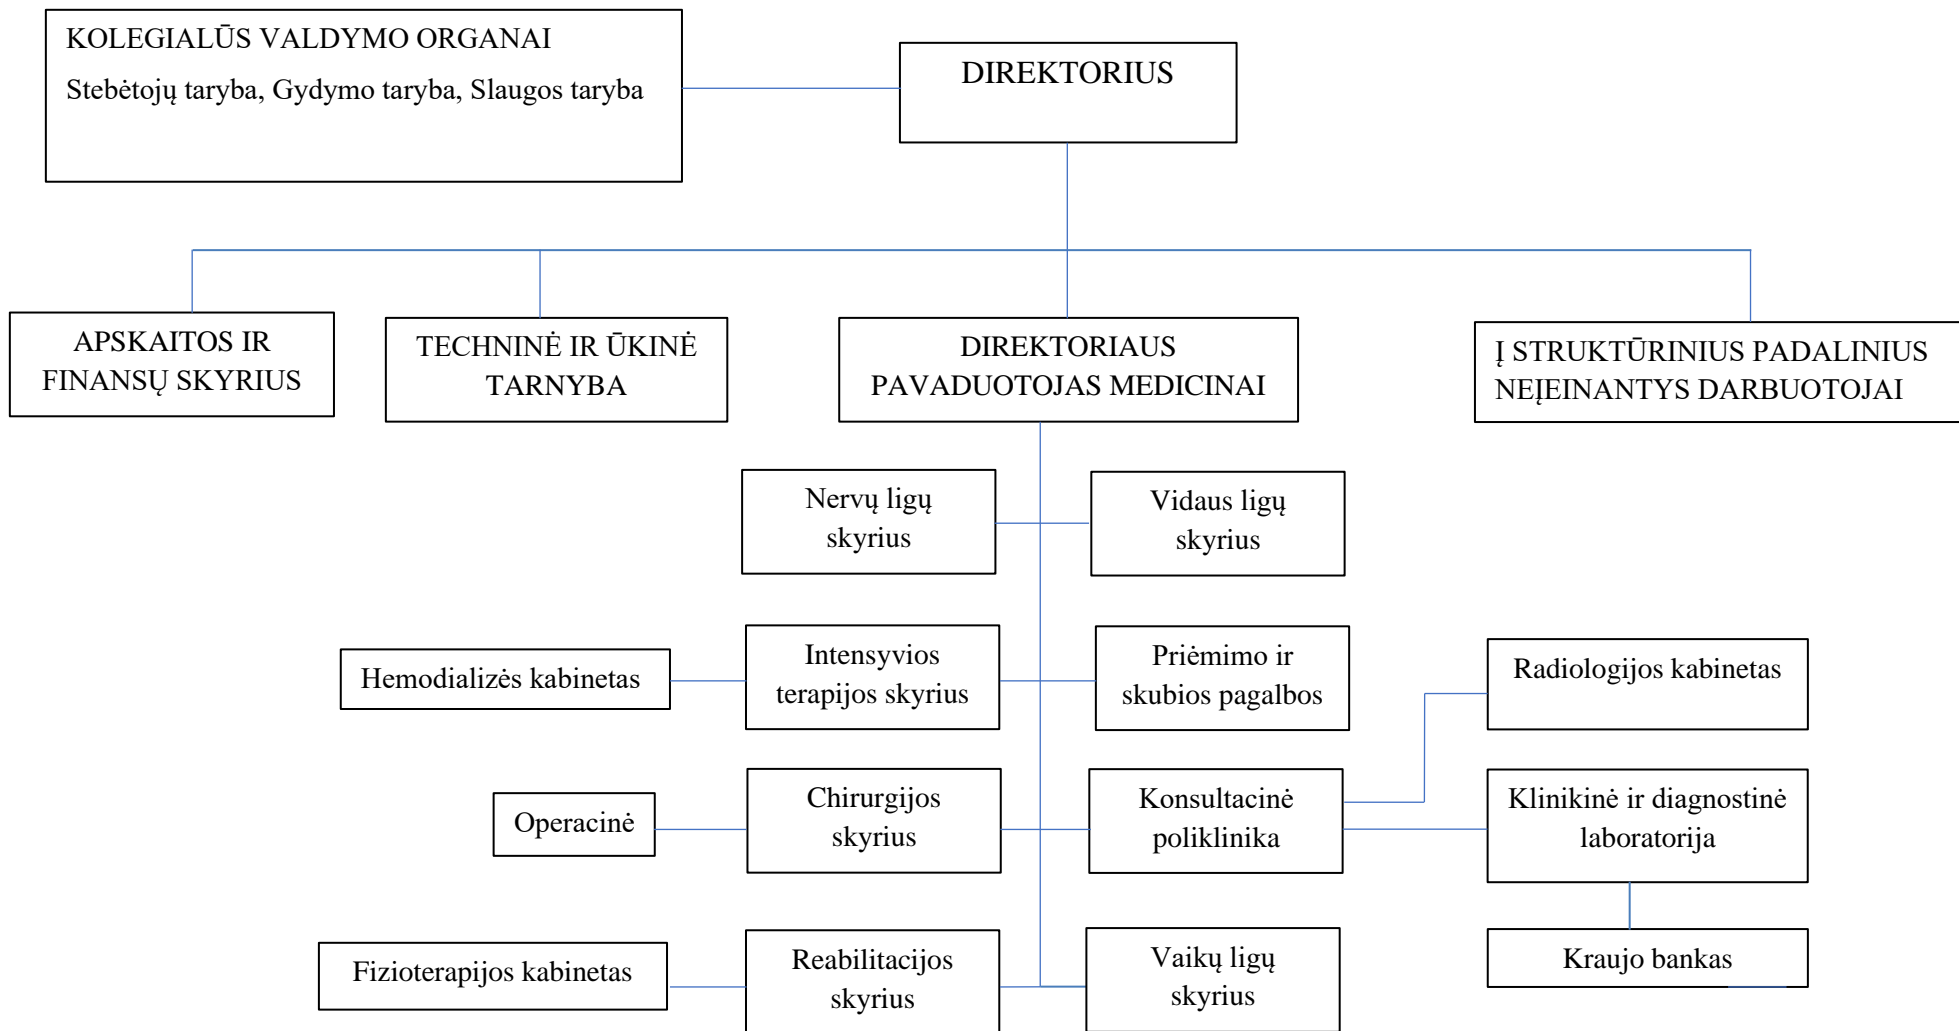 KOLEGIALŪS VALDYMO ORGANAI
Stebėtojų taryba, Gydymo taryba, Slaugos taryba
DIREKTORIUS
APSKAITOS IR
FINANSŲ SKYRIUS
TECHNINĖ IR ŪKINĖ
TARNYBA
DIREKTORIAUS
PAVADUOTOJAS MEDICINAI
Į STRUKTŪRINIUS PADALINIUS
NEĮEINANTYS DARBUOTOJAI
Nervų ligų
skyrius
Vidaus ligų
skyrius
Hemodializės kabinetas
Intensyvios
terapijos skyrius
Priėmimo ir
skubios pagalbos
Radiologijos kabinetas
Operacinė
Chirurgijos
skyrius
Konsultacinė
poliklinika
Klinikinė ir diagnostinė
laboratorija
Fizioterapijos kabinetas
Reabilitacijos
skyrius
Vaikų ligų
skyrius
Kraujo bankas